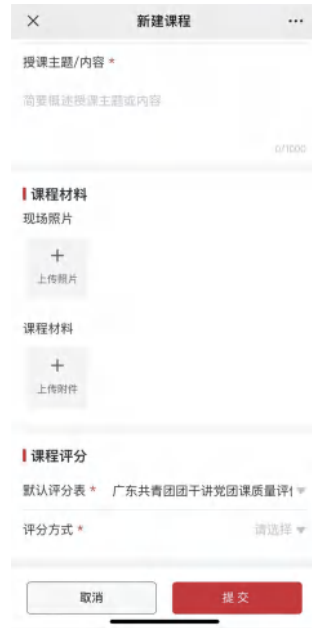 新建课程
授课主题/内容 *
简要概述授课主题或内容
0/1000
课程材料
现场照片
上传照片
课程材料
上传附件
课程评分
默认评分表 * 广东共青团团干讲党团课质量评
评分方式 * 请选择
取消 提交